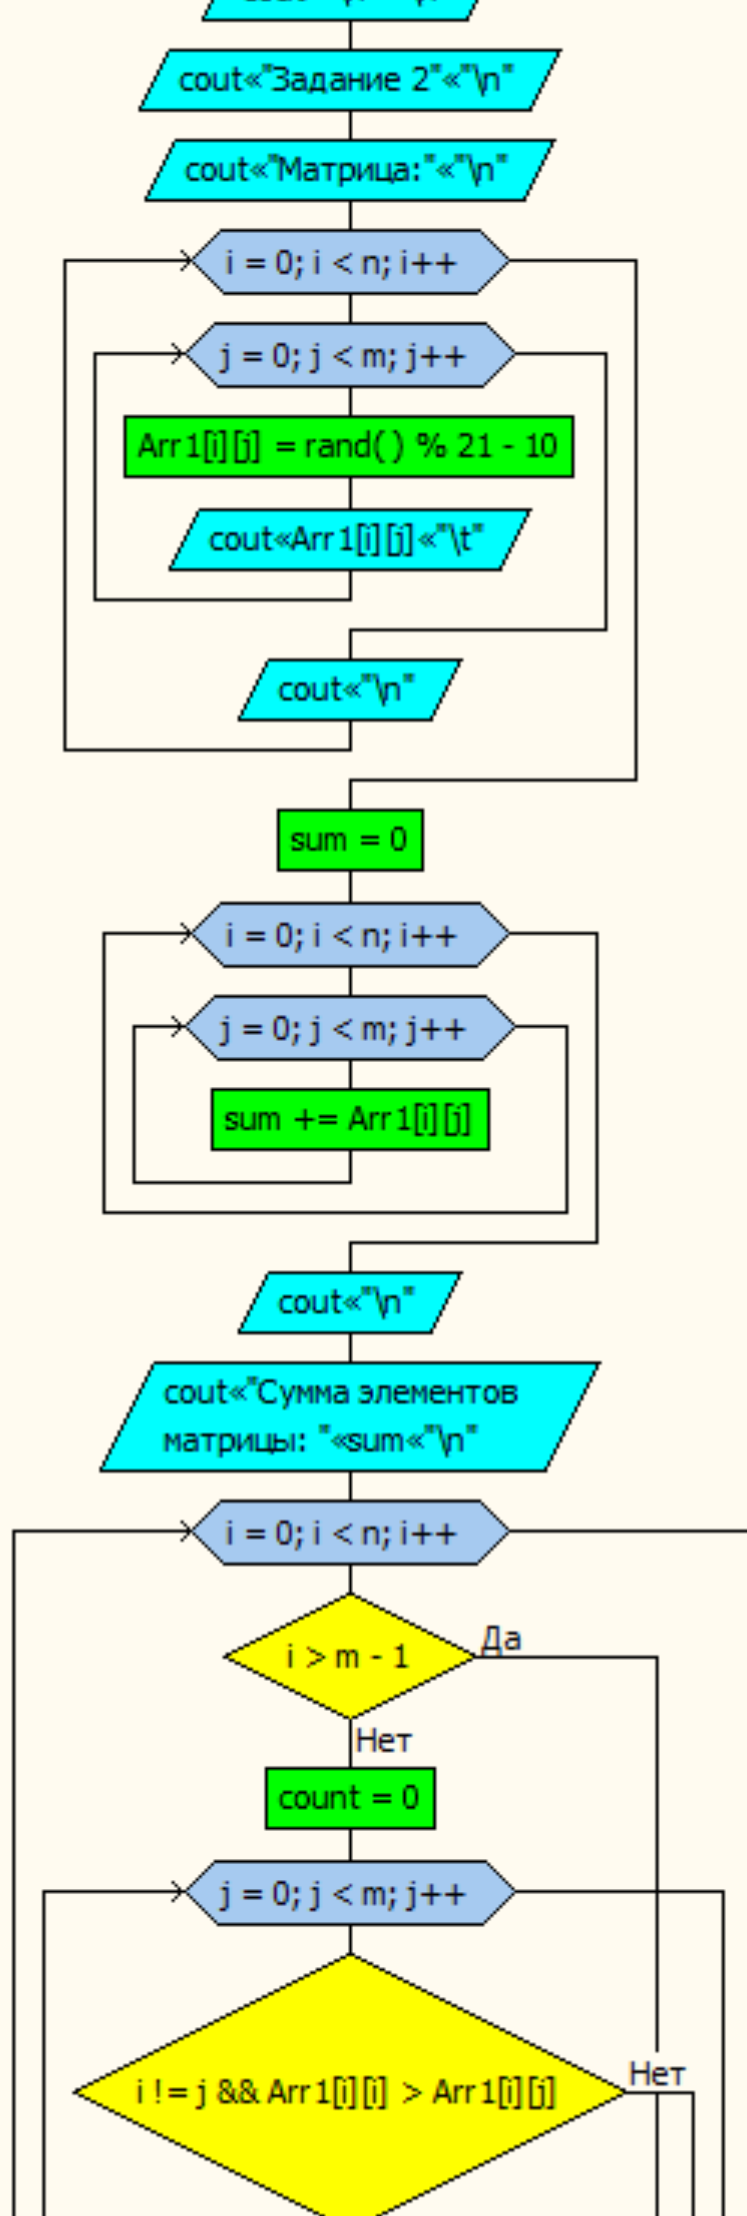 cout«"Задание 2"«"\n"
cout«"Матрица:"«"\n"
i = 0; i < n; i++
j = 0; j < m; j++
Arr1[i][j] = rand() % 21 - 10
cout«Arr1[i][j]«"\t"
cout«"\n"
sum = 0
i = 0; i < n; i++
j = 0; j < m; j++
sum += Arr1[i][j]
cout«"\n"
cout«"Сумма элементов
матрицы: "«sum«"\n"
i = 0; i < n; i++
i > m - 1
Да
Нет
count = 0
j = 0; j < m; j++
Нет
i != j && Arr1[i][i] > Arr1[i][j]